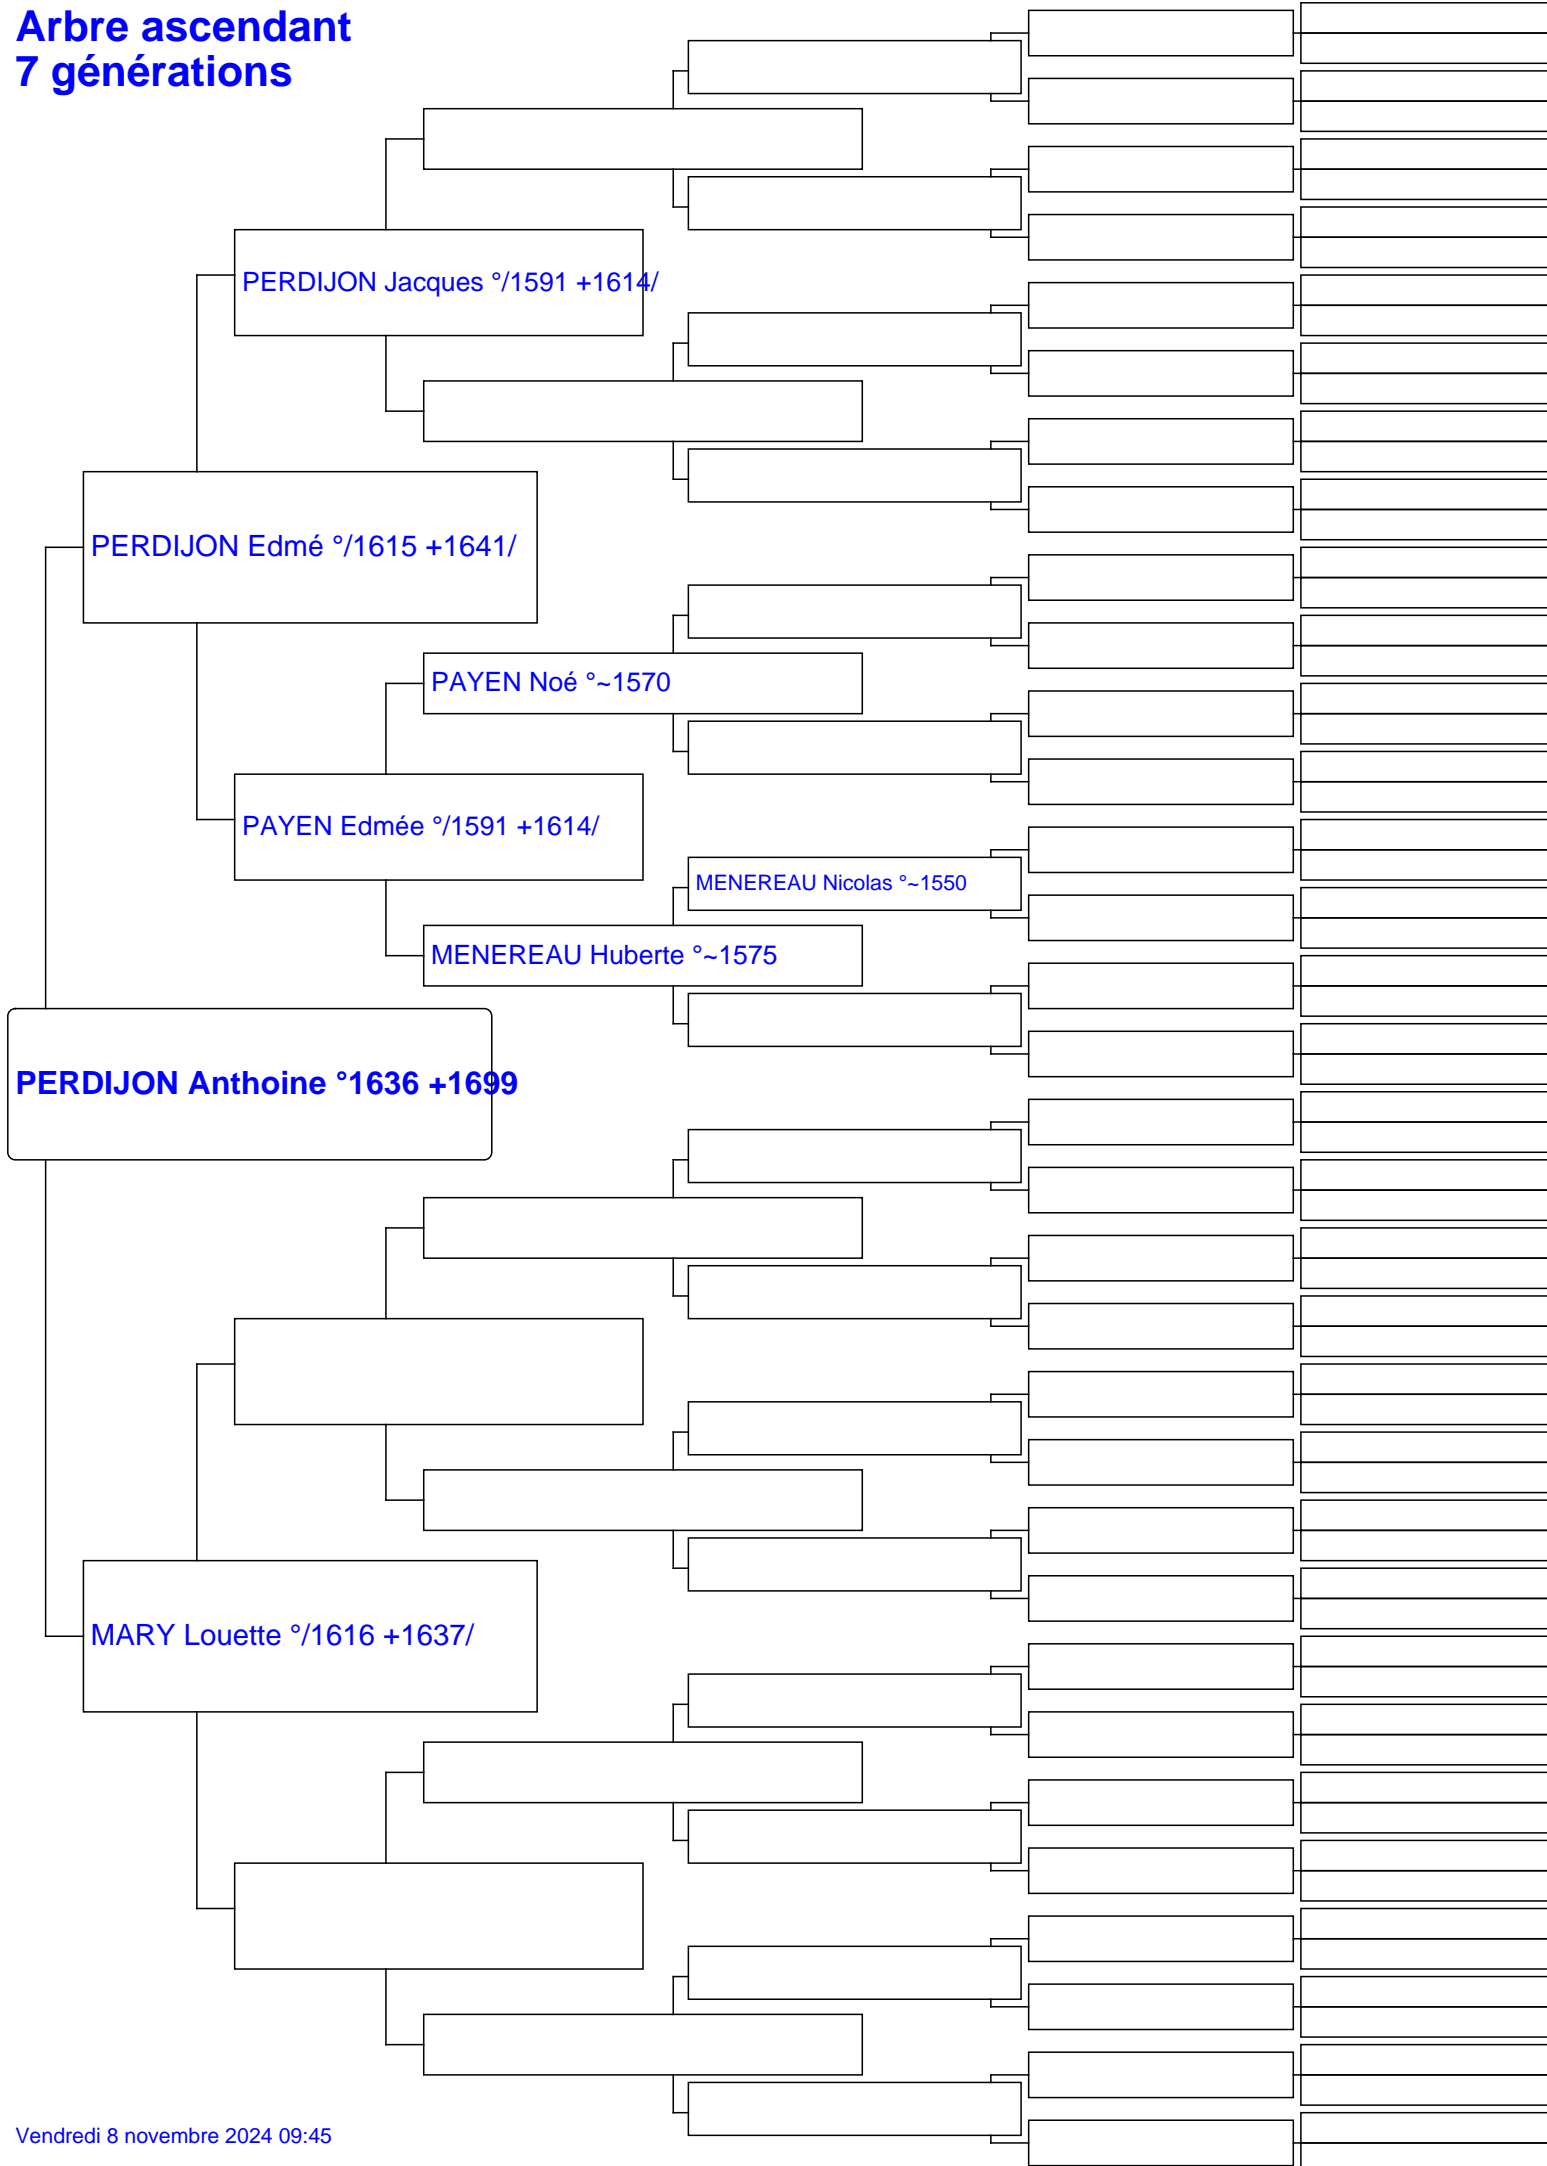 Arbre ascendant
7 générations
PERDIJON Jacques °/1591 +1614/
PERDIJON Edmé °/1615 +1641/
PAYEN Noé °~1570
PAYEN Edmée °/1591 +1614/
MENEREAU Nicolas °~1550
MENEREAU Huberte °~1575
PERDIJON Anthoine °1636 +1699
MARY Louette °/1616 +1637/
Vendredi 8 novembre 2024 09:45